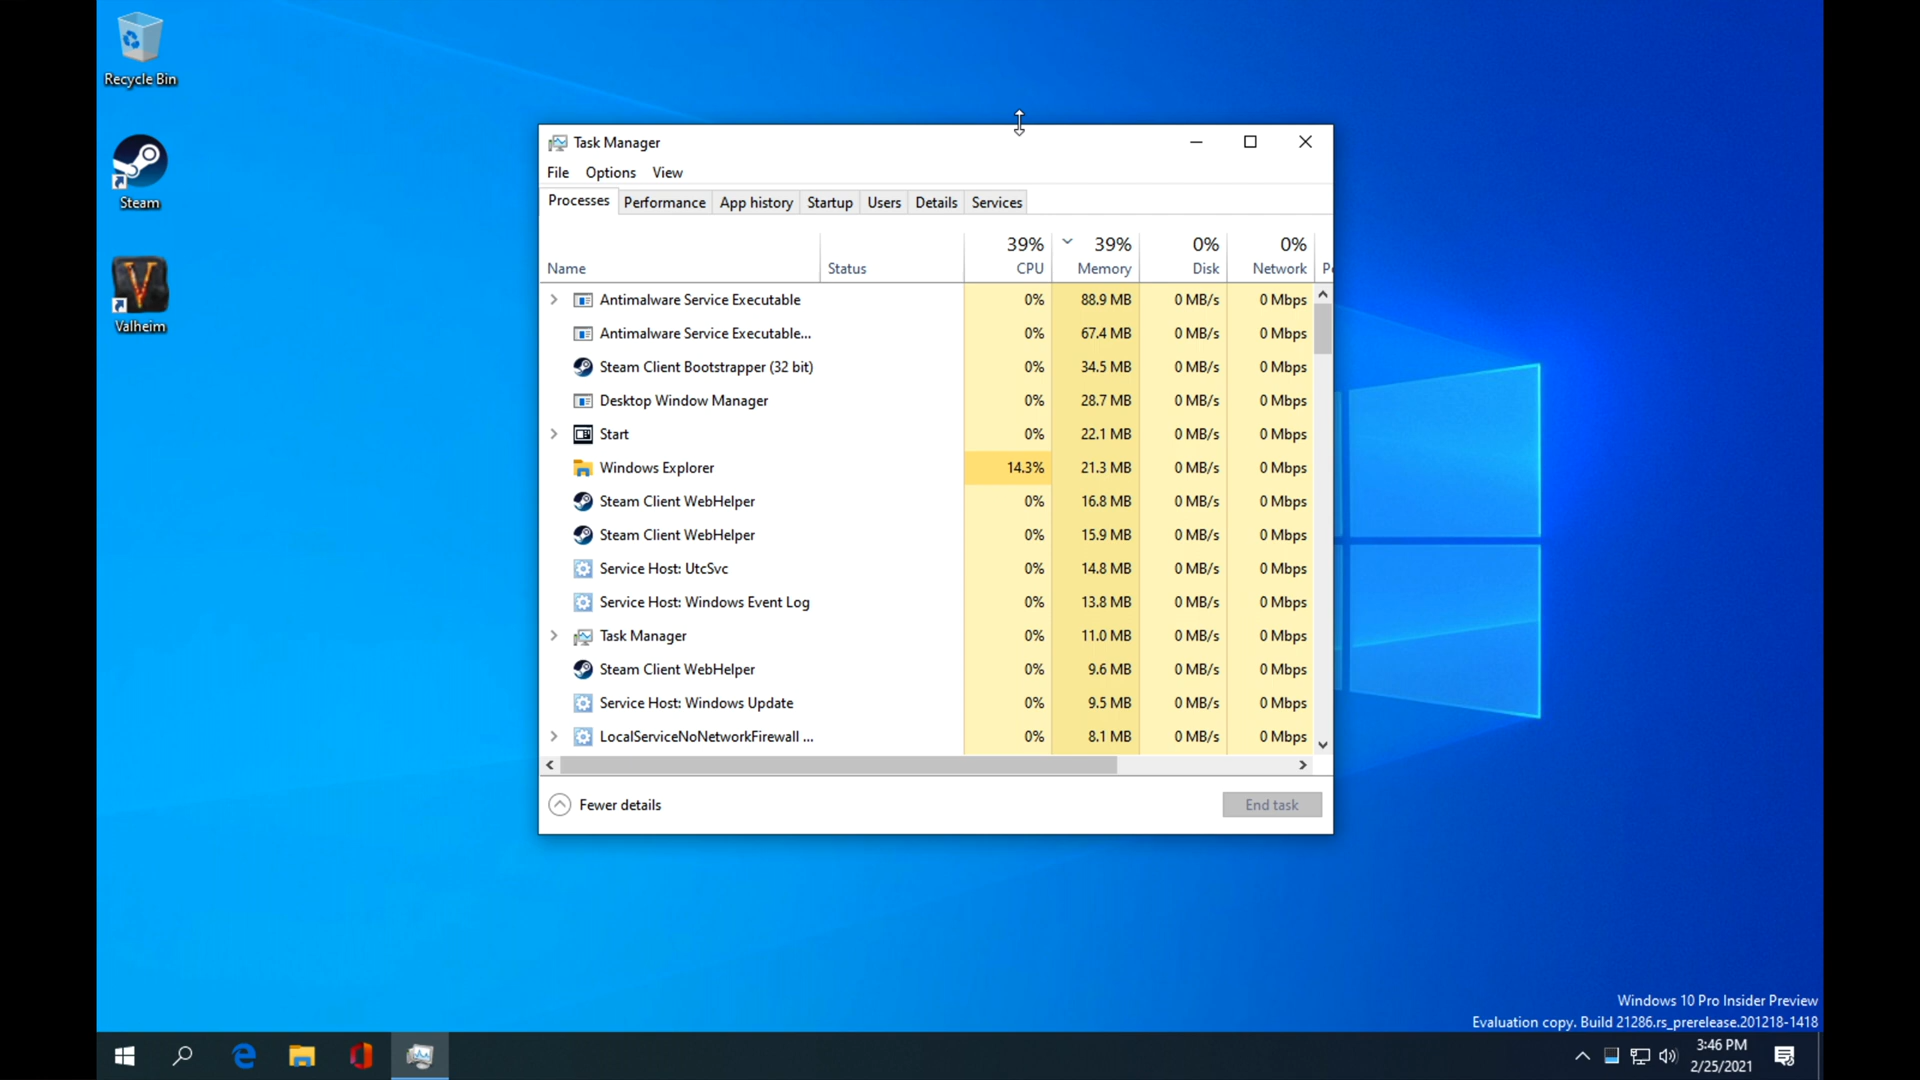 Recycle Bin
Steam
Valheim
Task Manager
File Options View
Processes Performance App history Startup Users Details Services
39% 39% 0% 0%
Name Status CPU Memory Disk Network
Antimalware Service Executable 0% 88.9 MB 0 MB/s 0 Mbps
Antimalware Service Executable... 0% 67.4 MB 0 MB/s 0 Mbps
Steam Client Bootstrapper (32 bit) 0% 34.5 MB 0 MB/s 0 Mbps
Desktop Window Manager 0% 28.7 MB 0 MB/s 0 Mbps
Start 0% 22.1 MB 0 MB/s 0 Mbps
Windows Explorer 14.3% 21.3 MB 0 MB/s 0 Mbps
Steam Client WebHelper 0% 16.8 MB 0 MB/s 0 Mbps
Steam Client WebHelper 0% 15.9 MB 0 MB/s 0 Mbps
Service Host: UtcSvc 0% 14.8 MB 0 MB/s 0 Mbps
Service Host: Windows Event Log 0% 13.8 MB 0 MB/s 0 Mbps
Task Manager 0% 11.0 MB 0 MB/s 0 Mbps
Steam Client WebHelper 0% 9.6 MB 0 MB/s 0 Mbps
Service Host: Windows Update 0% 9.5 MB 0 MB/s 0 Mbps
LocalServiceNoNetworkFirewall ... 0% 8.1 MB 0 MB/s 0 Mbps
Fewer details End task
Windows 10 Pro Insider Preview
Evaluation copy. Build 21286.rs_prerelease.201218-1418
3:46 PM
2/25/2021